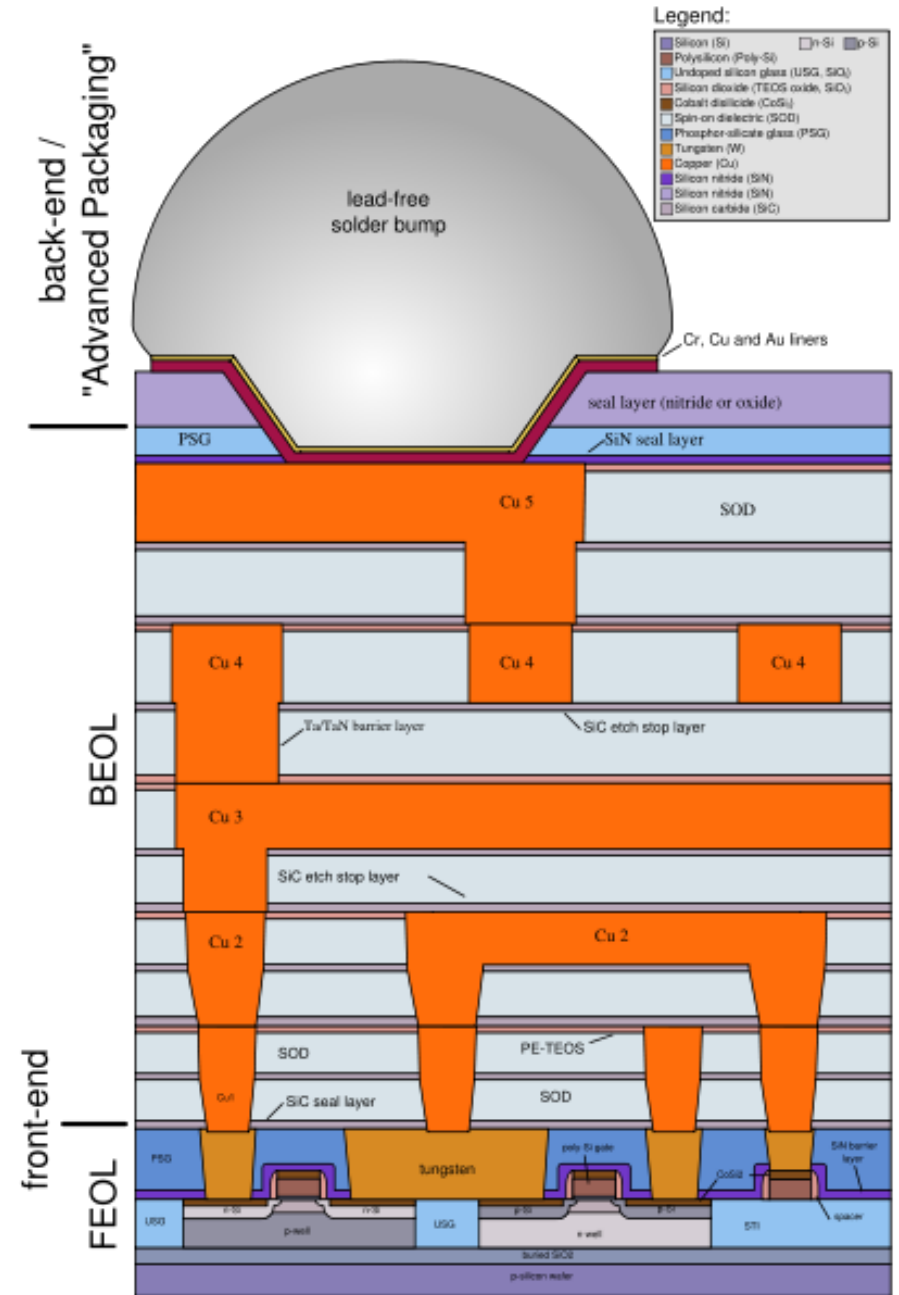 Legend:
Silicon (Si)
n-Si
p-Si
Polysilicon (Poly-Si)
Undoped silicon glass (USG, SiO₂)
Silicon dioxide (TEOS oxide, SiO₂)
Cobalt disilicide (CoSi₂)
Spin-on dielectric (SOD)
Phosphor-silicate glass (PSG)
Tungsten (W)
Copper (Cu)
Silicon nitride (SiN)
Silicon nitride (SiN)
Silicon carbide (SiC)
back-end /
"Advanced Packaging"
lead-free
solder bump
Cr, Cu and Au liners
seal layer (nitride or oxide)
PSG
SiN seal layer
Cu 5
SOD
Cu 4
Cu 4
Cu 4
Ta/TaN barrier layer
SiC etch stop layer
BEOL
Cu 3
SiC etch stop layer
Cu 2
Cu 2
front-end
SOD
PE-TEOS
Cu1
SiC seal layer
SOD
FEOL
PSG
tungsten
poly Si gate
CoSi2
SiN barrier
layer
spacer
USG
n-Si
n-Si
p-well
USG
p-Si
p-Si
n-well
STI
buried SiO2
p-silicon wafer